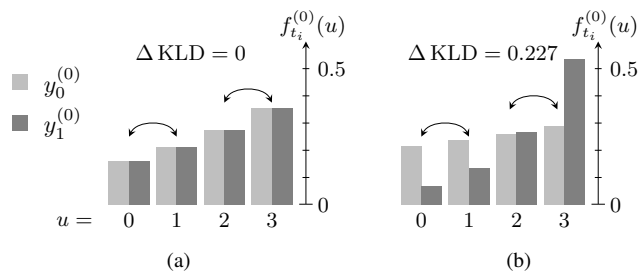 f_{t_i}^{(0)}(u) f_{t_i}^{(0)}(u)
Δ KLD = 0 Δ KLD = 0.227
0.5 0.5
y_0^{(0)}
y_1^{(0)}
0 0
u = 0 1 2 3 0 1 2 3
(a) (b)